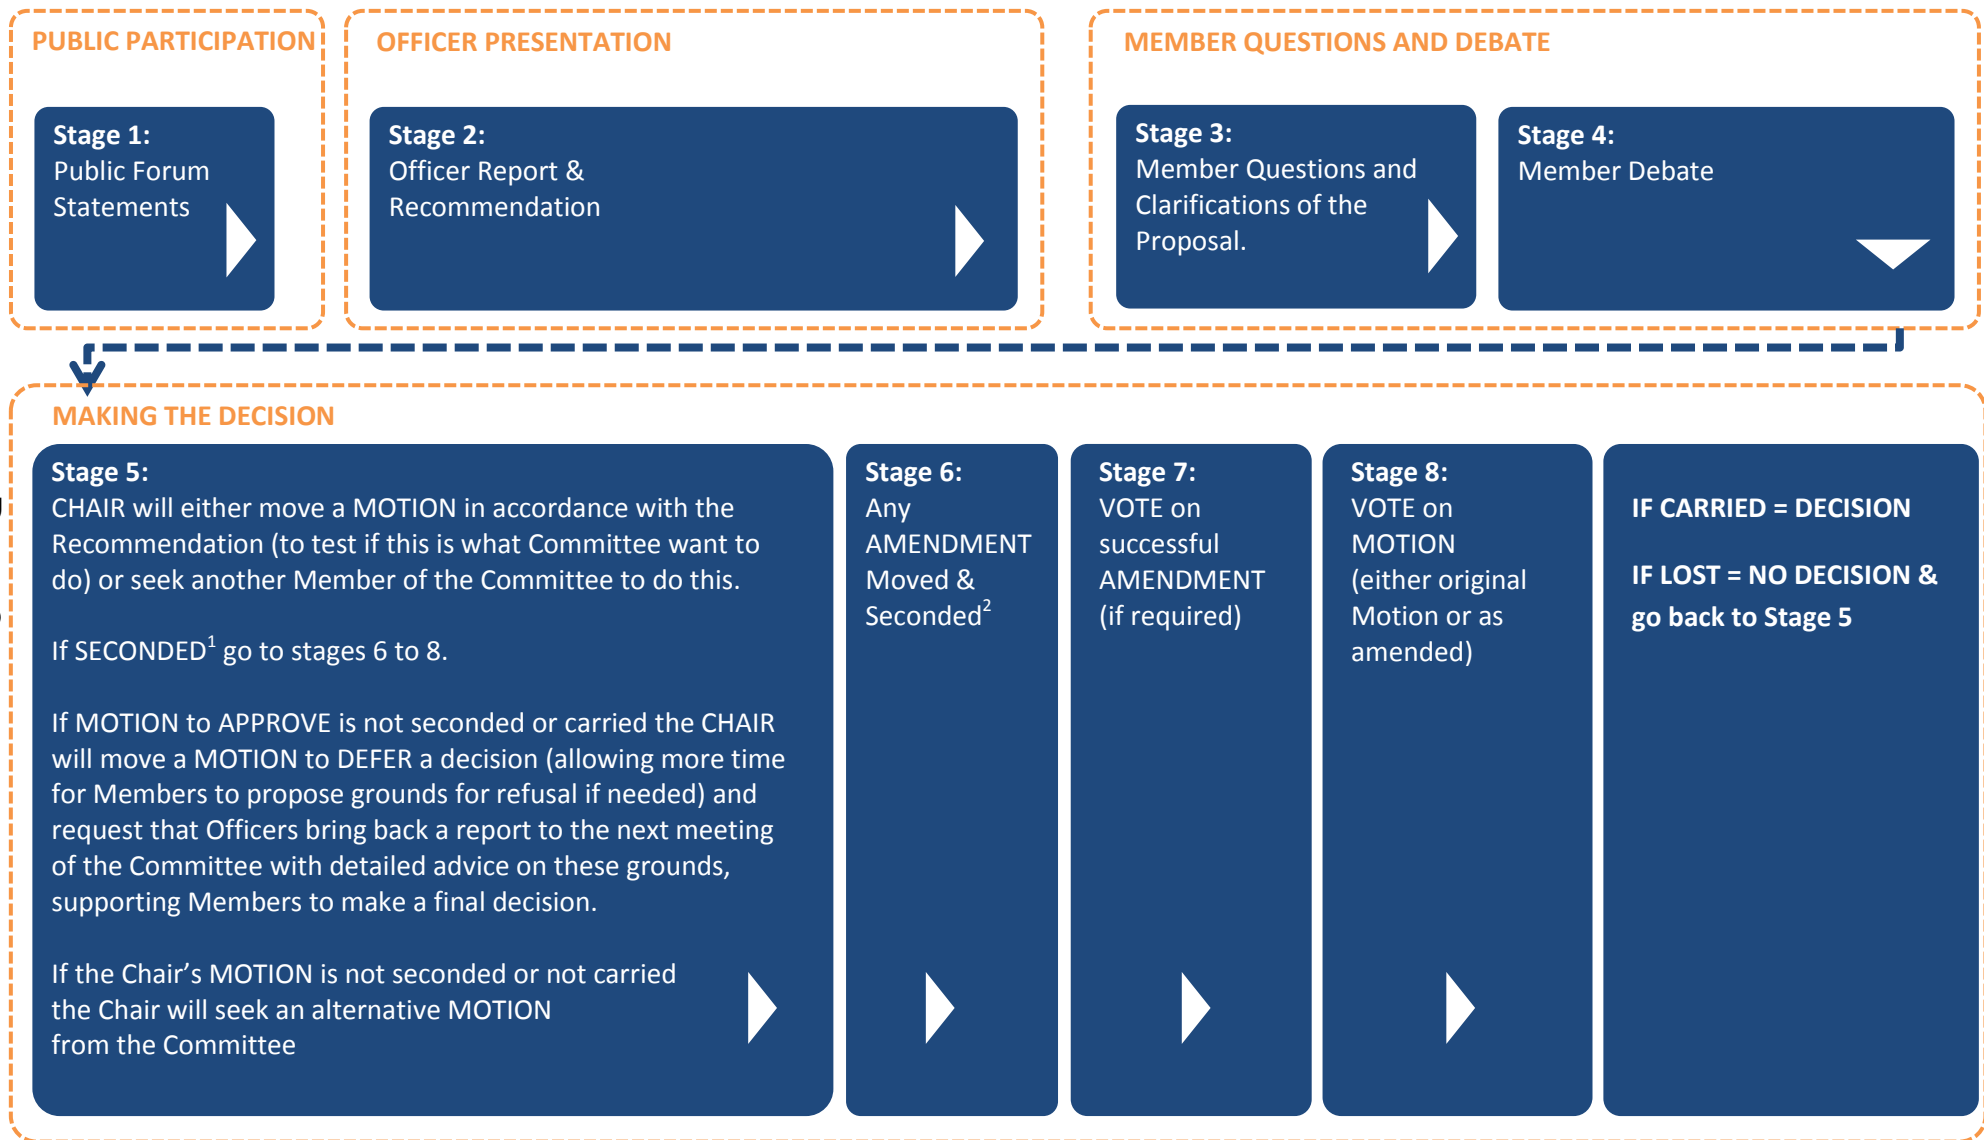 PUBLIC PARTICIPATION
OFFICER PRESENTATION
MEMBER QUESTIONS AND DEBATE
Stage 1:
Public Forum
Statements
Stage 2:
Officer Report &
Recommendation
Stage 3:
Member Questions and
Clarifications of the
Proposal.
Stage 4:
Member Debate
MAKING THE DECISION
Stage 5:
CHAIR will either move a MOTION in accordance with the
Recommendation (to test if this is what Committee want to
do) or seek another Member of the Committee to do this.
If SECONDED¹ go to stages 6 to 8.
If MOTION to APPROVE is not seconded or carried the CHAIR
will move a MOTION to DEFER a decision (allowing more time
for Members to propose grounds for refusal if needed) and
request that Officers bring back a report to the next meeting
of the Committee with detailed advice on these grounds,
supporting Members to make a final decision.
If the Chair’s MOTION is not seconded or not carried
the Chair will seek an alternative MOTION
from the Committee
Stage 6:
Any
AMENDMENT
Moved &
Seconded²
Stage 7:
VOTE on
successful
AMENDMENT
(if required)
Stage 8:
VOTE on
MOTION
(either original
Motion or as
amended)
IF CARRIED = DECISION
IF LOST = NO DECISION &
go back to Stage 5